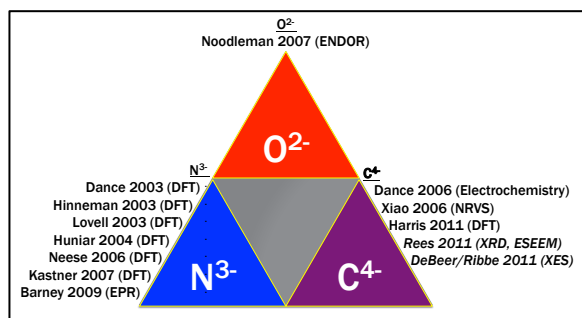 O2-
Noodleman 2007 (ENDOR)
O2-
N3-
Dance 2003 (DFT)
Hinneman 2003 (DFT)
Lovell 2003 (DFT)
Huniar 2004 (DFT)
Neese 2006 (DFT)
Kastner 2007 (DFT)
Barney 2009 (EPR)
N3-
C4-
Dance 2006 (Electrochemistry)
Xiao 2006 (NRVS)
Harris 2011 (DFT)
Rees 2011 (XRD, ESEEM)
DeBeer/Ribbe 2011 (XES)
C4-